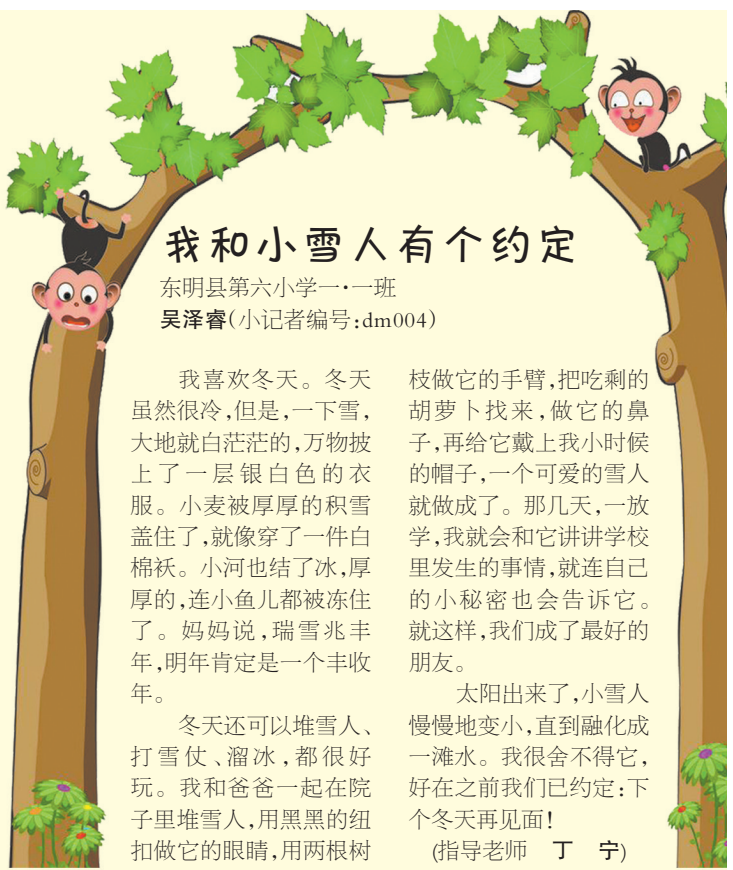 我和小雪人有个约定
东明县第六小学一·一班
吴泽睿(小记者编号:dm004)
我喜欢冬天。冬天
虽然很冷,但是,一下雪,
大地就白茫茫的,万物披
上了一层银白色的衣
服。小麦被厚厚的积雪
盖住了,就像穿了一件白
棉袄。小河也结了冰,厚
厚的,连小鱼儿都被冻住
了。妈妈说,瑞雪兆丰
年,明年肯定是一个丰收
年。
冬天还可以堆雪人、
打雪仗、溜冰,都很好
玩。我和爸爸一起在院
子里堆雪人,用黑黑的纽
扣做它的眼睛,用两根树
枝做它的手臂,把吃剩的
胡萝卜找来,做它的鼻
子,再给它戴上我小时候
的帽子,一个可爱的雪人
就做成了。那几天,一放
学,我就会和它讲讲学校
里发生的事情,就连自己
的小秘密也会告诉它。
就这样,我们成了最好的
朋友。
太阳出来了,小雪人
慢慢地变小,直到融化成
一滩水。我很舍不得它,
好在之前我们已约定:下
个冬天再见面!
(指导老师 丁 宁)